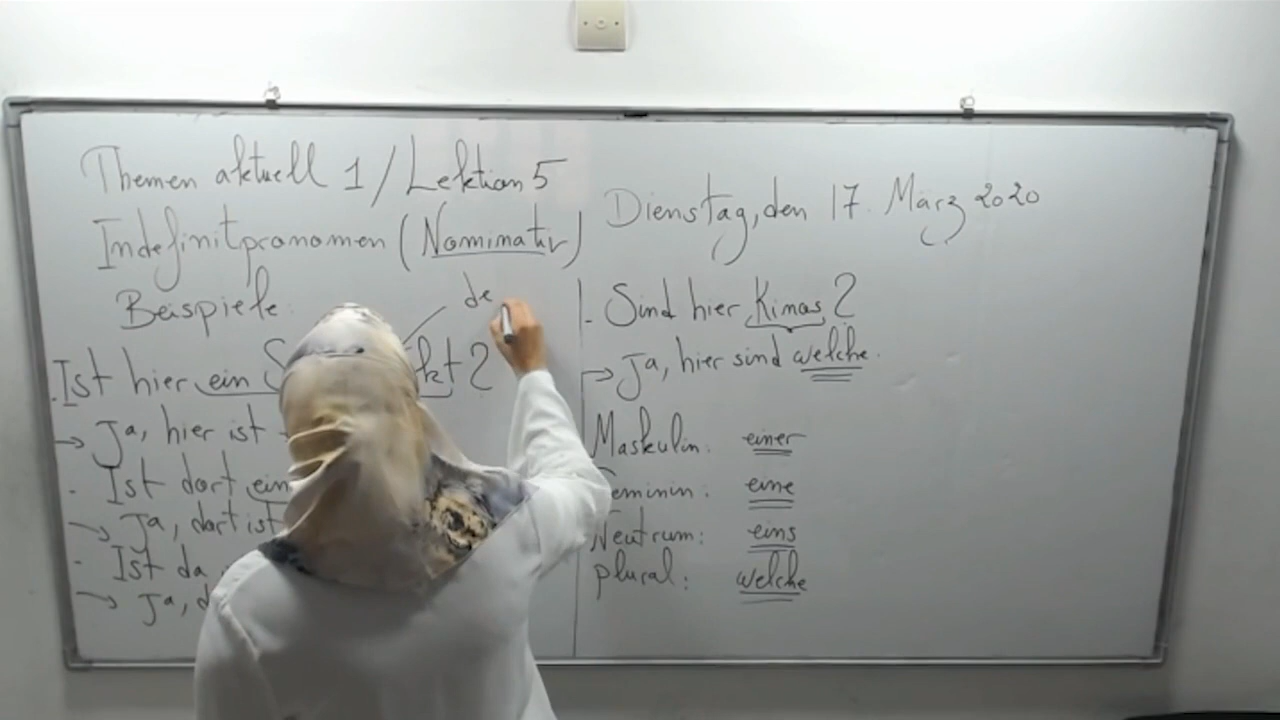 Themen aktuell 1 / Lektion 5
Indefinitpronomen (Nominativ)
Beispiele:
de
. Ist hier ein S kt?
→ Ja, hier ist
- Ist dort ein
→ Ja, dort ist
- Ist da
→ Ja, d
Dienstag, den 17. März 2020
- Sind hier Kinos?
→ Ja, hier sind welche.
Maskulin: einer
Feminin: eine
Neutrum: eins
plural: welche